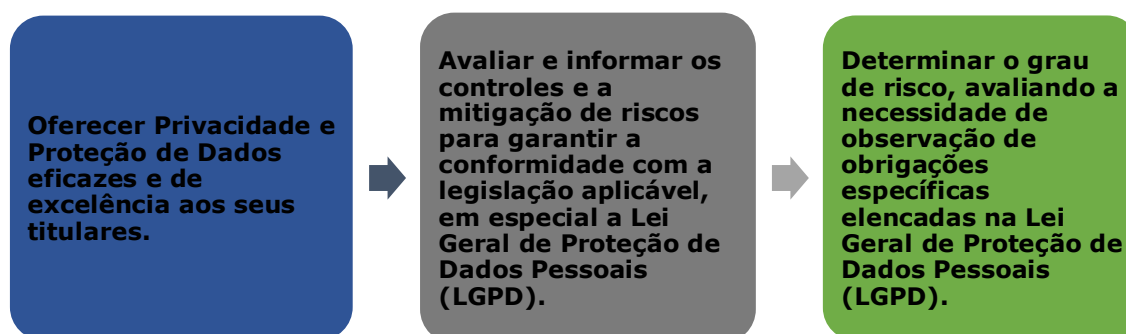 Oferecer Privacidade e
Proteção de Dados
eficazes e de
excelência aos seus
titulares.
Avaliar e informar os
controles e a
mitigação de riscos
para garantir a
conformidade com a
legislação aplicável,
em especial a Lei
Geral de Proteção de
Dados Pessoais
(LGPD).
Determinar o grau
de risco, avaliando a
necessidade de
observação de
obrigações
específicas
elencadas na Lei
Geral de Proteção de
Dados Pessoais
(LGPD).